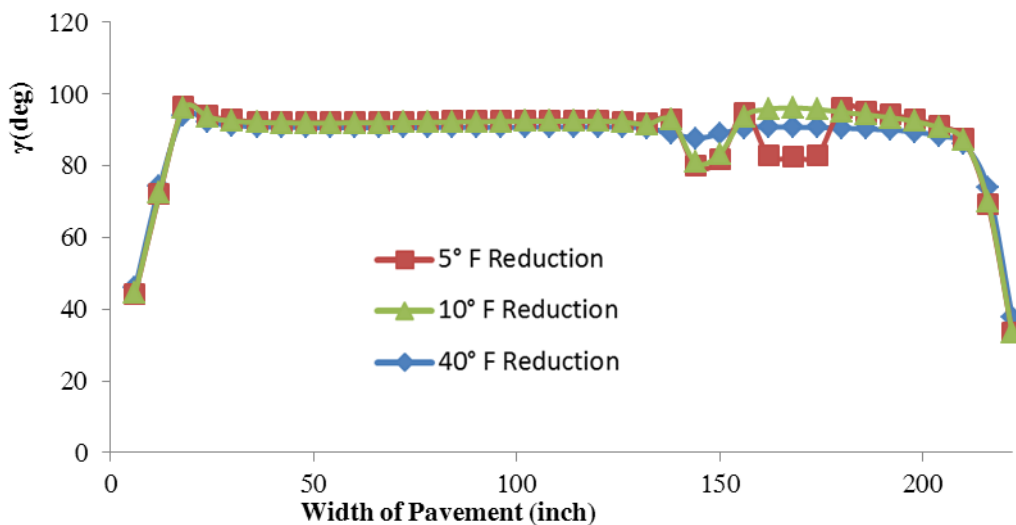 120
100
80
60
40
20
0
γ(deg)
5° F Reduction
10° F Reduction
40° F Reduction
0 50 100 150 200
Width of Pavement (inch)